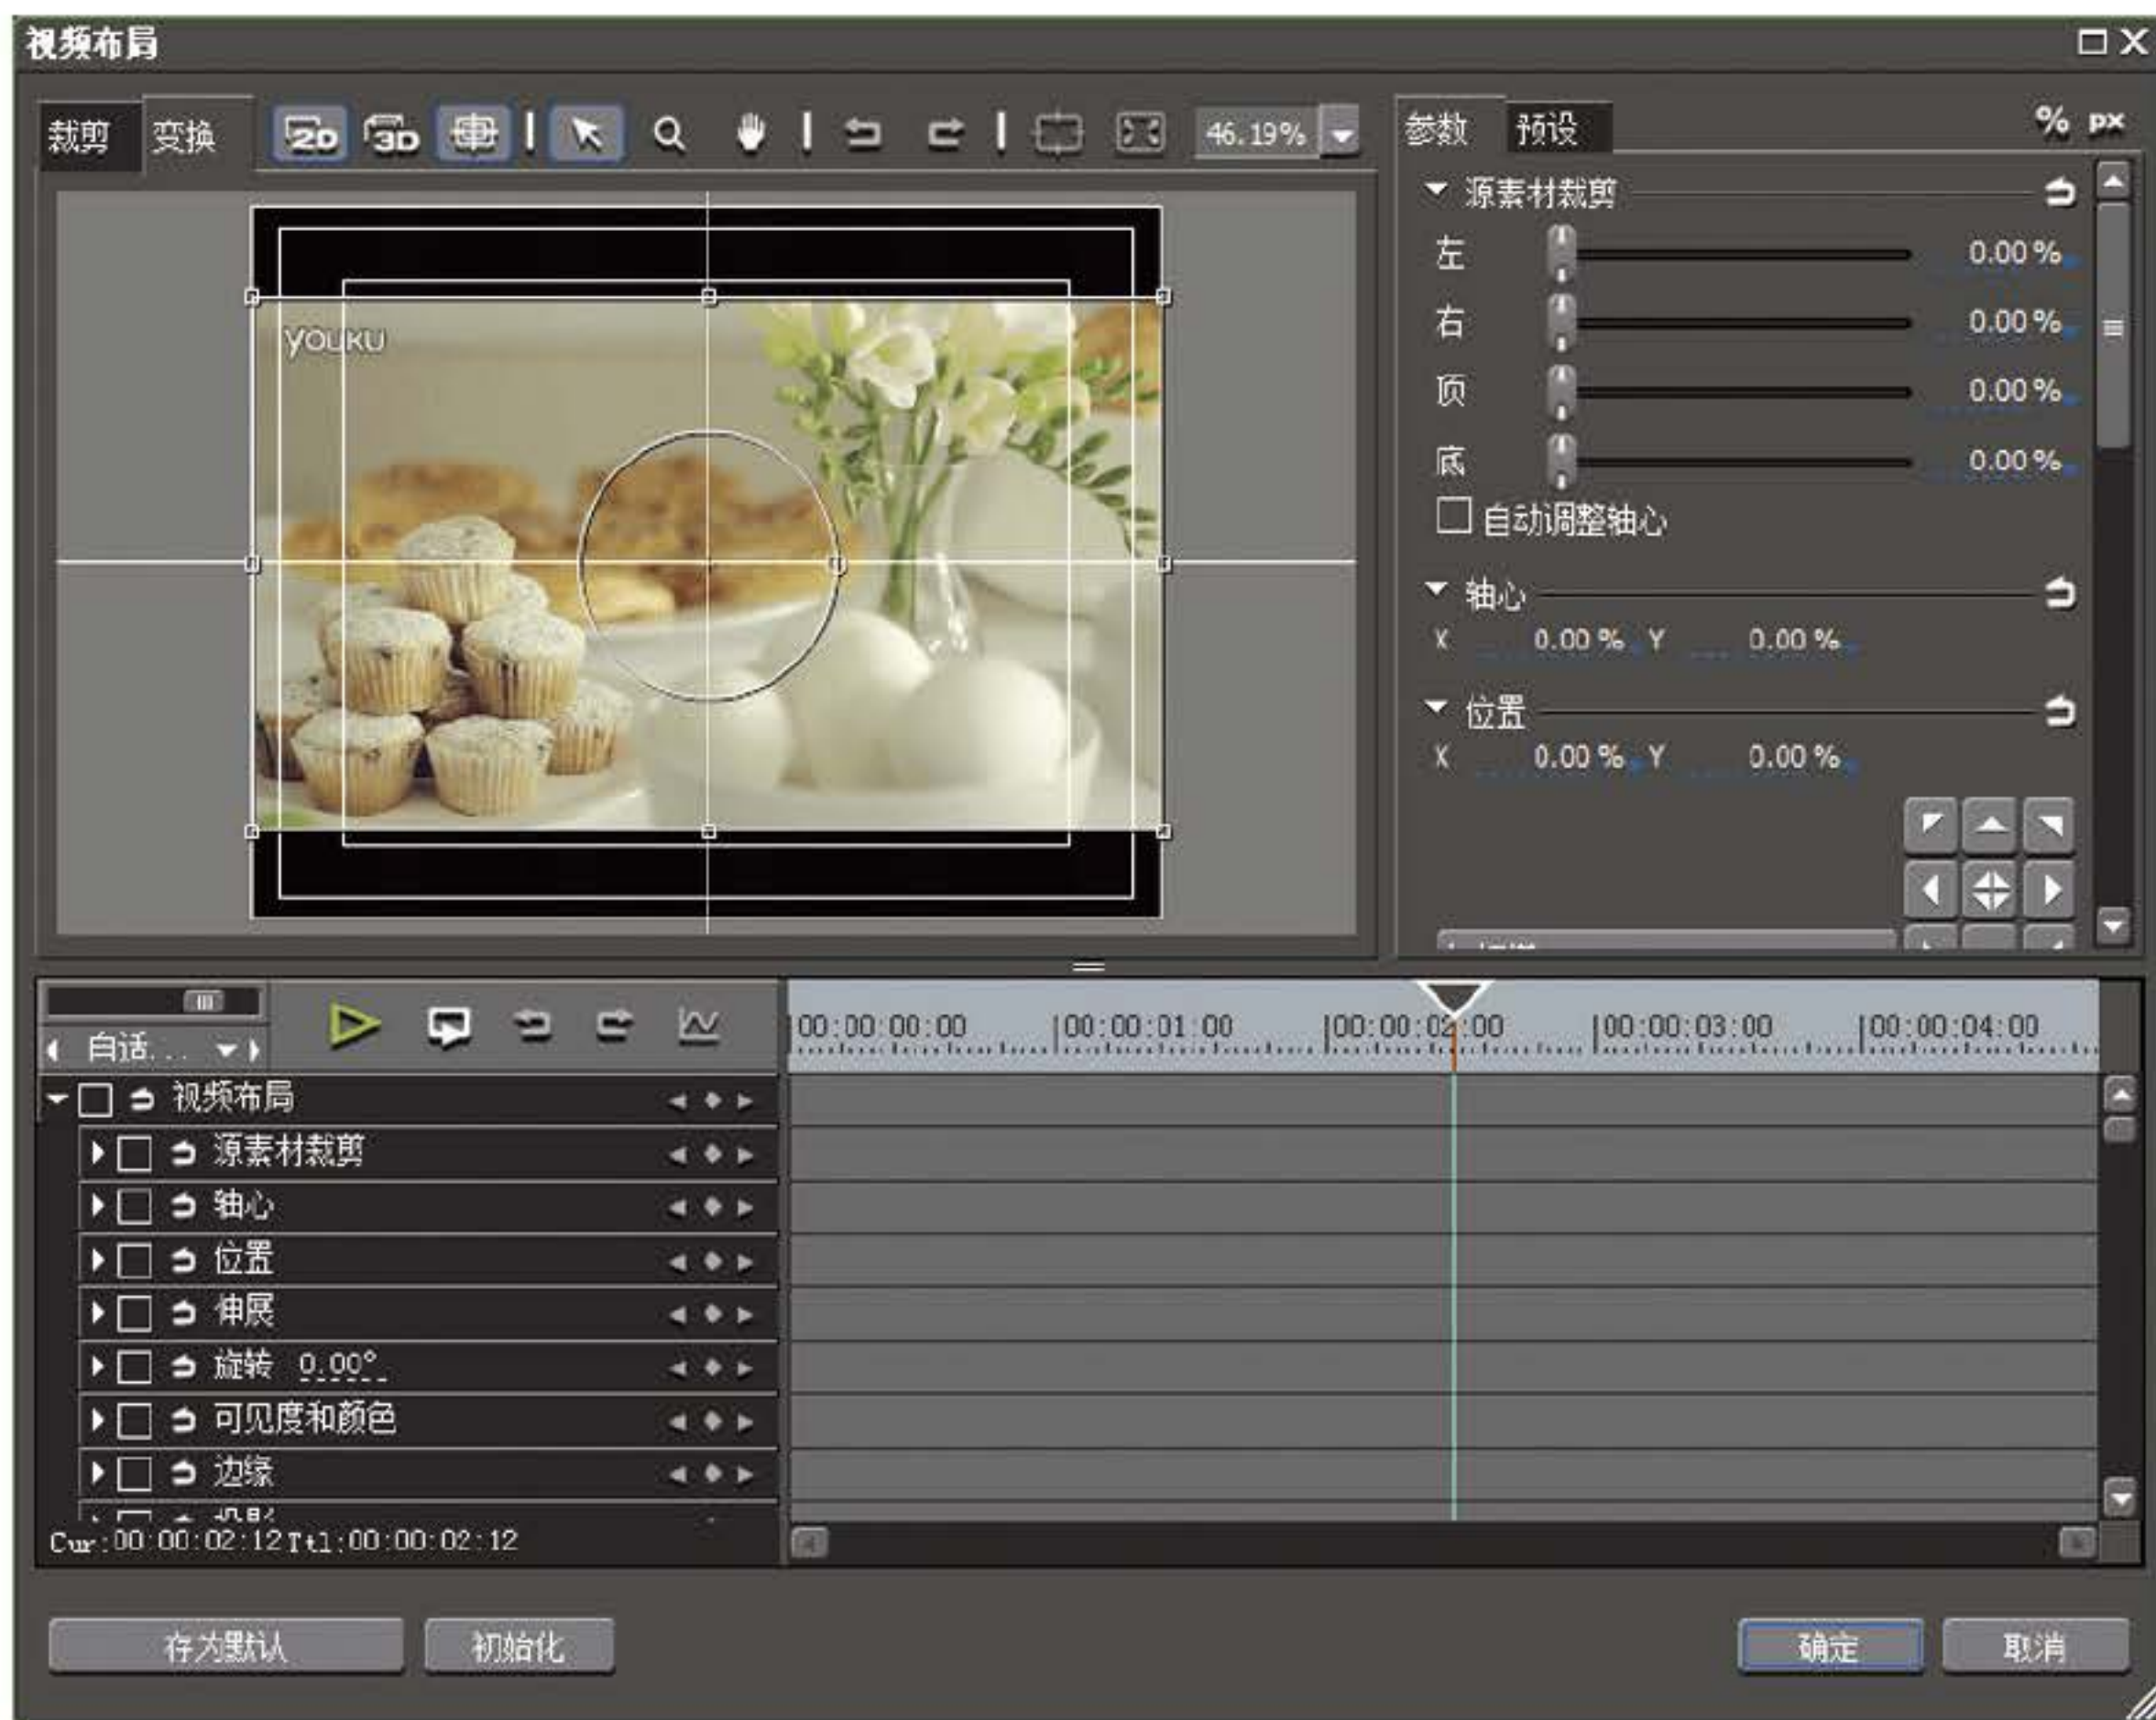 视频布局
裁剪 变换 2D 3D 46.19%
参数 预设 % px
youku
源素材裁剪
左 0.00%
右 0.00%
顶 0.00%
底 0.00%
自动调整轴心
轴心
X 0.00% Y 0.00%
位置
X 0.00% Y 0.00%
自适...
00:00:00:00 00:00:01:00 00:00:02:00 00:00:03:00 00:00:04:00
视频布局
源素材裁剪
轴心
位置
伸展
旋转 0.00°
可见度和颜色
边缘
Cur:00:00:02:12 Ttl:00:00:02:12
存为默认 初始化 确定 取消